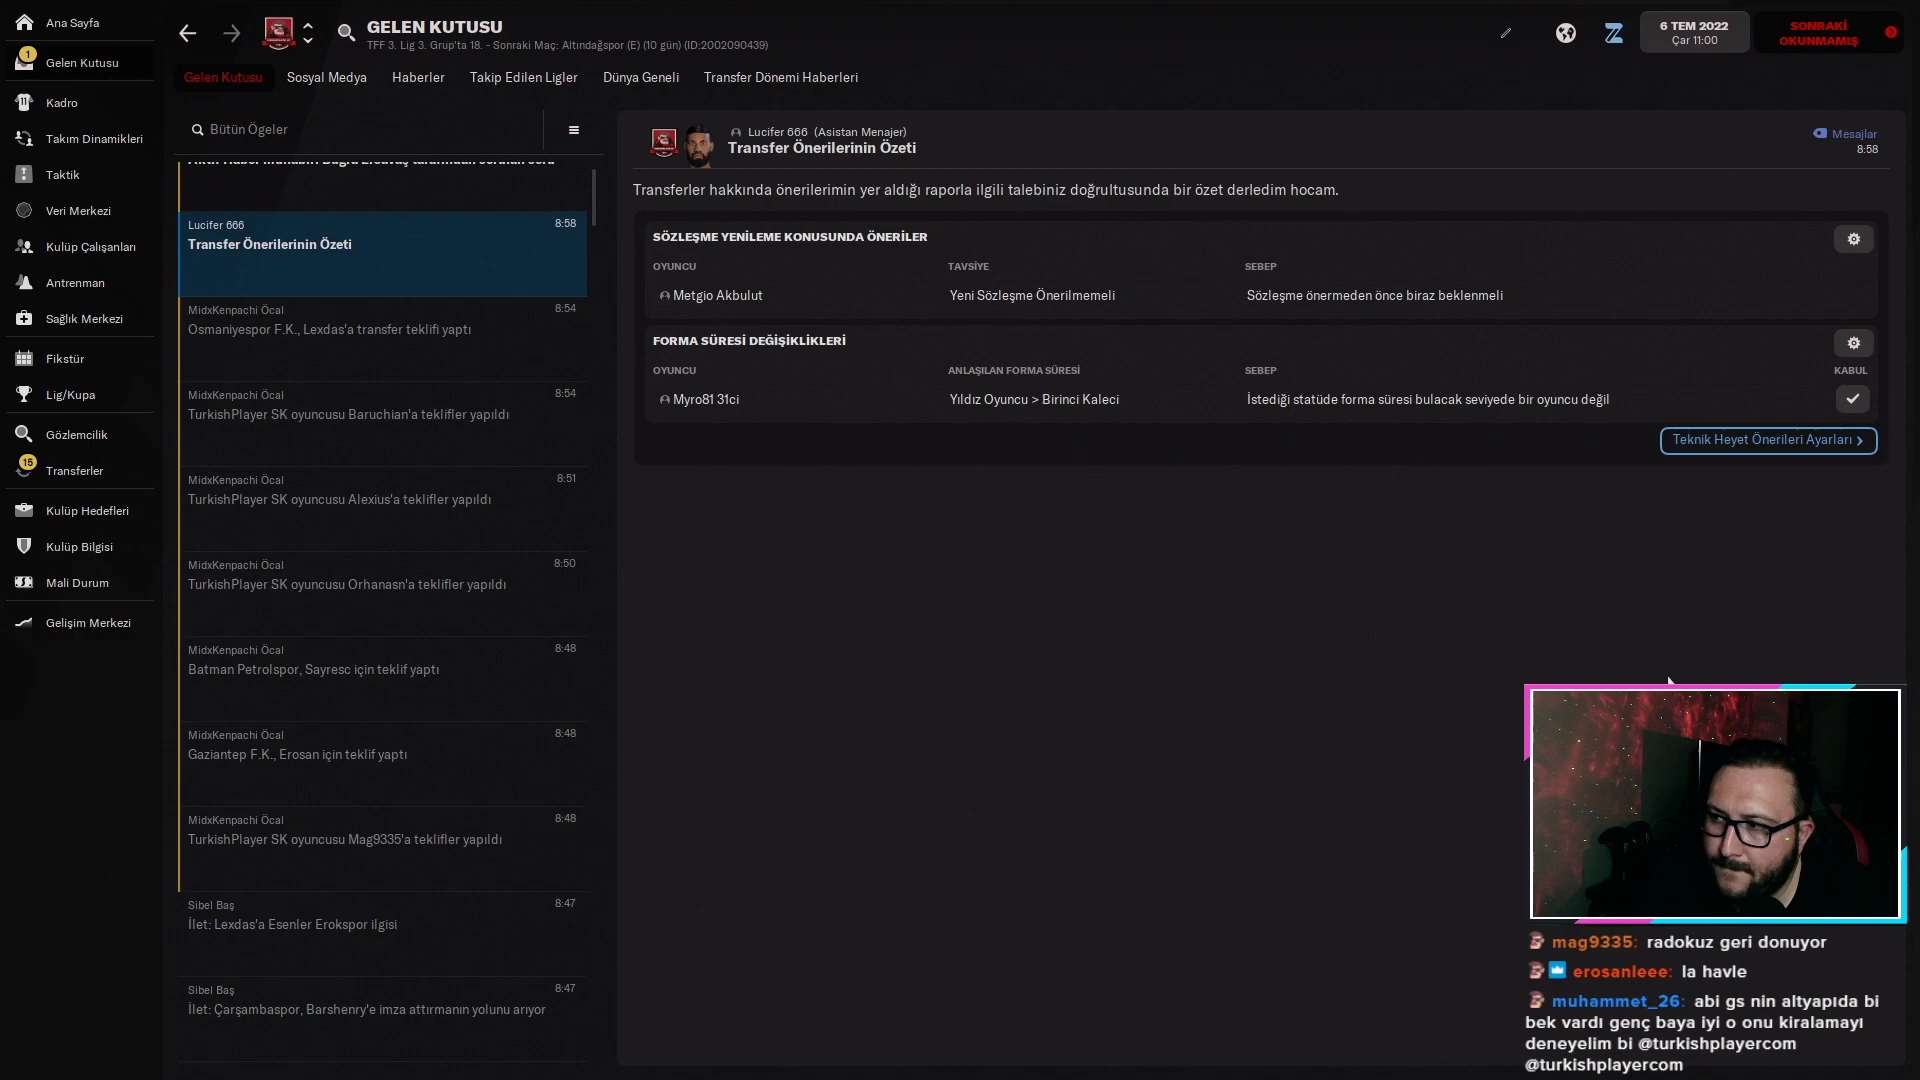 Ana Sayfa
1
Gelen Kutusu
Kadro
Takım Dinamikleri
Taktik
Veri Merkezi
Kulüp Çalışanları
Antrenman
Sağlık Merkezi
Fikstür
Lig/Kupa
Gözlemcilik
15
Transferler
Kulüp Hedefleri
Kulüp Bilgisi
Mali Durum
Gelişim Merkezi
GELEN KUTUSU
TFF 3. Lig 3. Grup'ta 18. - Sonraki Maç: Altındağspor (E) (10 gün) (ID:2002090439)
6 TEM 2022
Çar 11:00
SONRAKİ
OKUNMAMIŞ
Gelen Kutusu
Sosyal Medya
Haberler
Takip Edilen Ligler
Dünya Geneli
Transfer Dönemi Haberleri
Bütün Ögeler
Lucifer 666
8:58
Transfer Önerilerinin Özeti
MidxKenpachi Öcal
8:54
Osmaniyespor F.K., Lexdas'a transfer teklifi yaptı
MidxKenpachi Öcal
8:54
TurkishPlayer SK oyuncusu Baruchian'a teklifler yapıldı
MidxKenpachi Öcal
8:51
TurkishPlayer SK oyuncusu Alexius'a teklifler yapıldı
MidxKenpachi Öcal
8:50
TurkishPlayer SK oyuncusu Orhanasn'a teklifler yapıldı
MidxKenpachi Öcal
8:48
Batman Petrolspor, Sayresc için teklif yaptı
MidxKenpachi Öcal
8:48
Gaziantep F.K., Erosan için teklif yaptı
MidxKenpachi Öcal
8:48
TurkishPlayer SK oyuncusu Mag9335'a teklifler yapıldı
Sibel Baş
8:47
İlet: Lexdas'a Esenler Erokspor ilgisi
Sibel Baş
8:47
İlet: Çarşambaspor, Barshenry'e imza attırmanın yolunu arıyor
Lucifer 666 (Asistan Menajer)
Transfer Önerilerinin Özeti
Mesajlar
8:58
Transferler hakkında önerilerimin yer aldığı raporla ilgili talebiniz doğrultusunda bir özet derledim hocam.
SÖZLEŞME YENİLEME KONUSUNDA ÖNERİLER
OYUNCU TAVSİYE SEBEP
Metgio Akbulut Yeni Sözleşme Önerilmemeli Sözleşme önermeden önce biraz beklenmeli
FORMA SÜRESİ DEĞİŞİKLİKLERİ
OYUNCU ANLAŞILAN FORMA SÜRESİ SEBEP KABUL
Myro81 31ci Yıldız Oyuncu > Birinci Kaleci İstediği statüde forma süresi bulacak seviyede bir oyuncu değil
Teknik Heyet Önerileri Ayarları
mag9335: radokuz geri donuyor
erosanleee: la havle
muhammet_26: abi gs nin altyapıda bi
bek vardı genç baya iyi o onu kiralamayı
deneyelim bi @turkishplayercom
@turkishplayercom